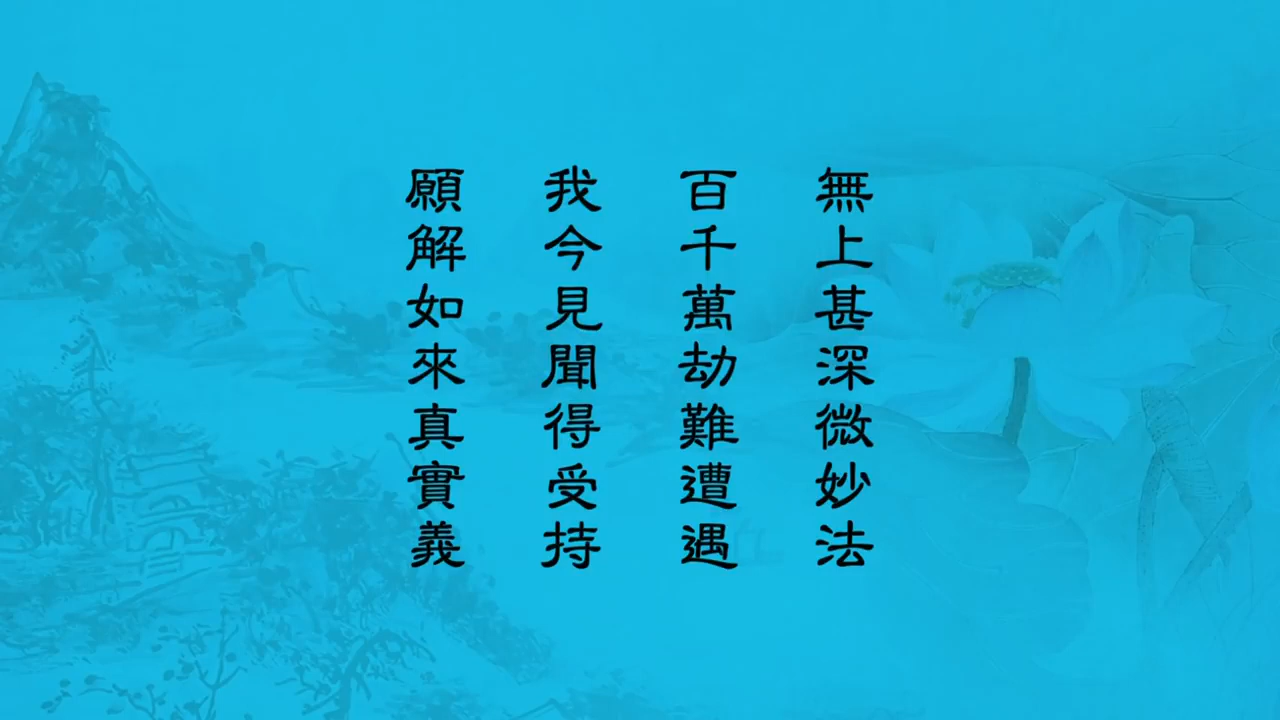 無上甚深微妙法
百千萬劫難遭遇
我今見聞得受持
願解如來真實義